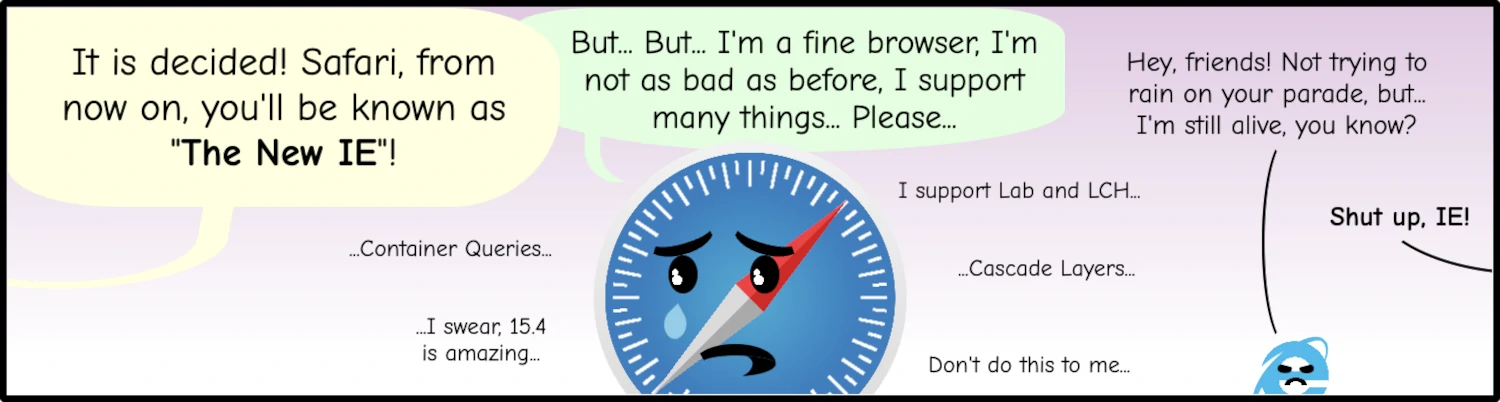 It is decided! Safari, from
now on, you'll be known as
"The New IE"!
But... But... I'm a fine browser, I'm
not as bad as before, I support
many things... Please...
...Container Queries...
...I swear, 15.4
is amazing...
I support Lab and LCH...
...Cascade Layers...
Don't do this to me...
Hey, friends! Not trying to
rain on your parade, but...
I'm still alive, you know?
Shut up, IE!